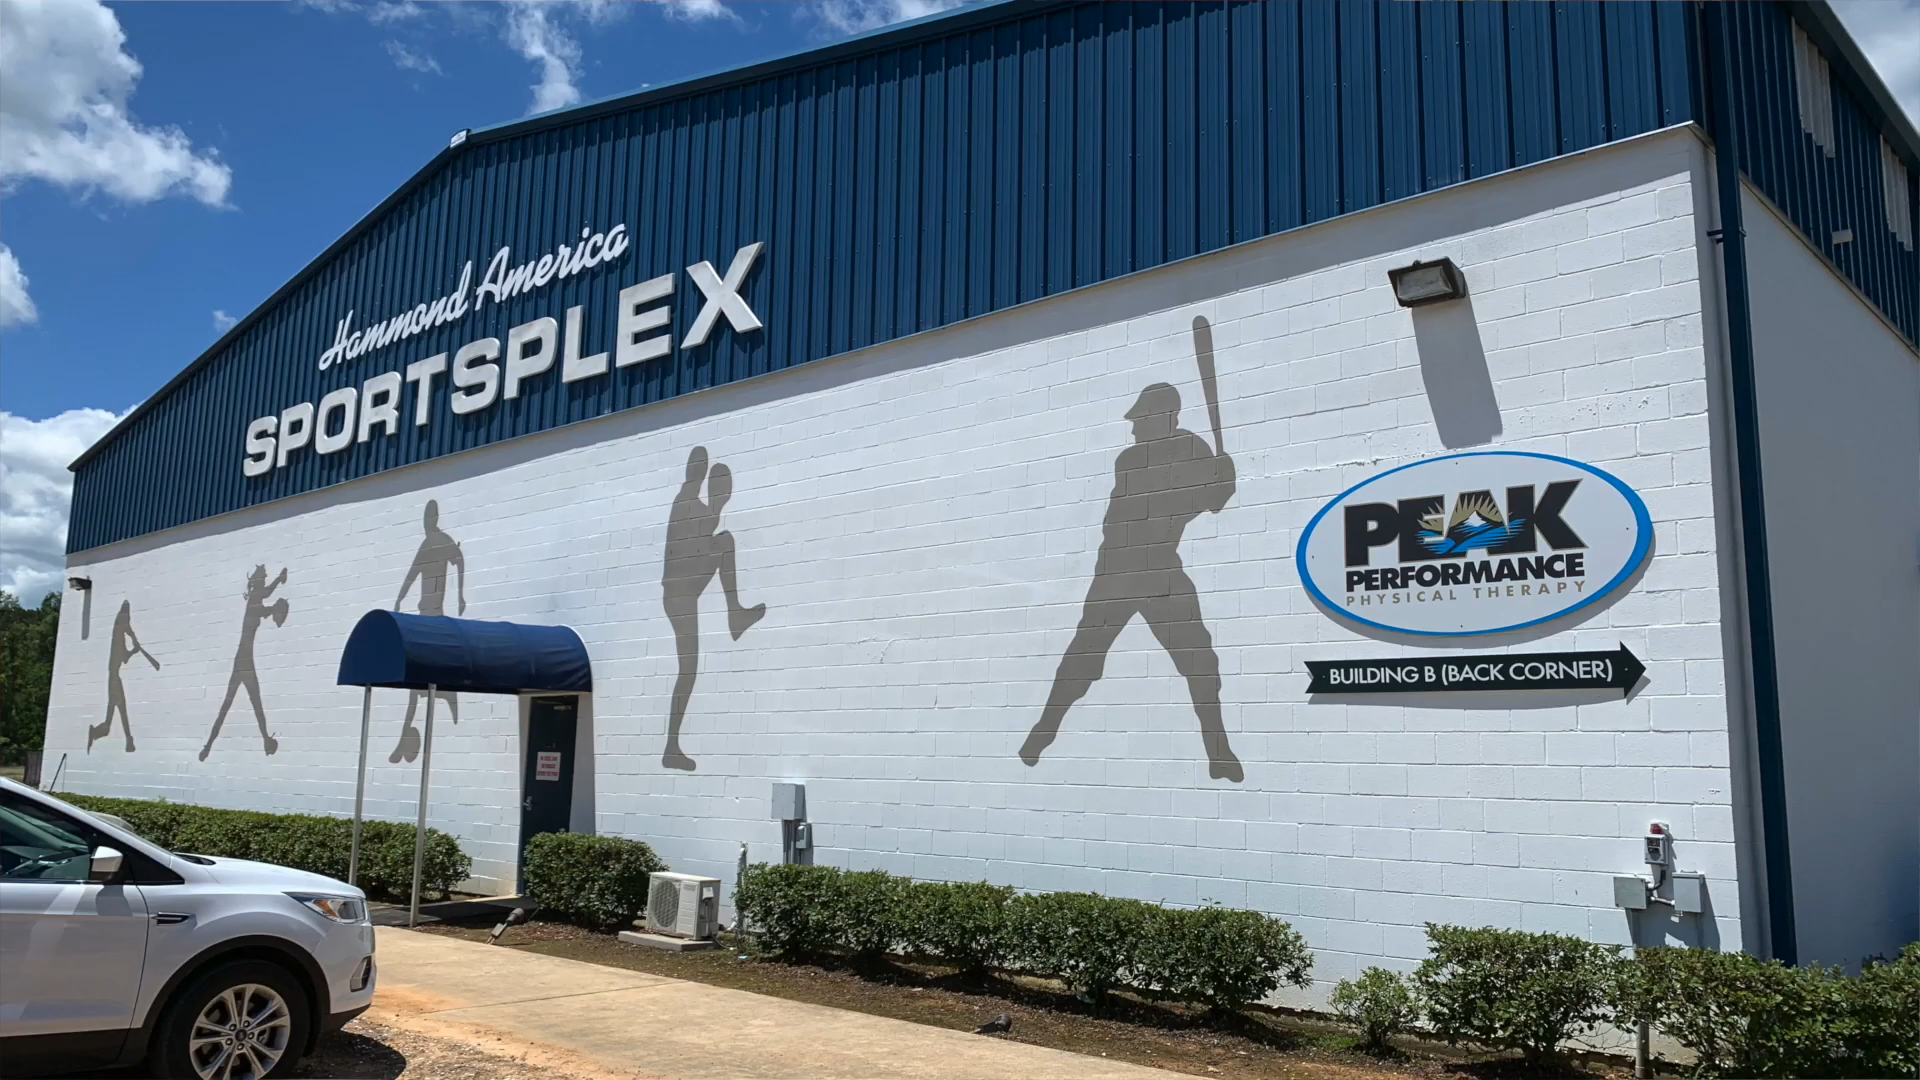 Hammond America
SPORTSPLEX
PEAK
PERFORMANCE
PHYSICAL THERAPY
BUILDING B (BACK CORNER)